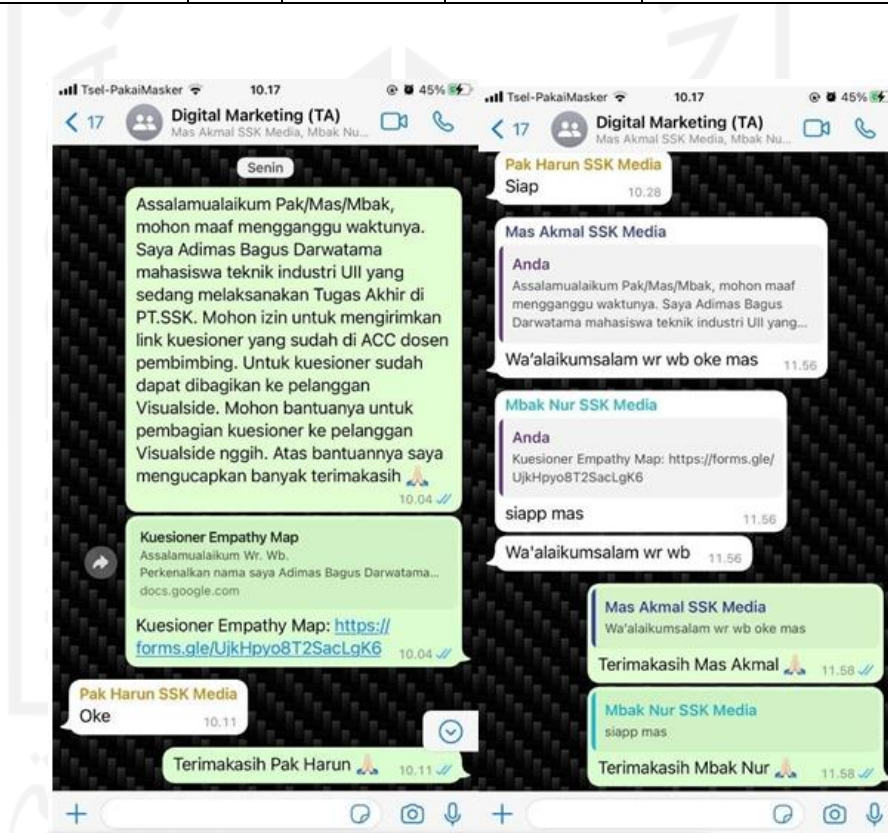 Tsel-PakaiMasker 10.17 45%
17 Digital Marketing (TA)
Mas Akmal SSK Media, Mbak Nu...
Senin
Assalamualaikum Pak/Mas/Mbak,
mohon maaf mengganggu waktunya.
Saya Adimas Bagus Darwatama
mahasiswa teknik industri UII yang
sedang melaksanakan Tugas Akhir di
PT.SSK. Mohon izin untuk mengirimkan
link kuesioner yang sudah di ACC dosen
pembimbing. Untuk kuesioner sudah
dapat dibagikan ke pelanggan
Visualside. Mohon bantuanya untuk
pembagian kuesioner ke pelanggan
Visualside nggih. Atas bantuannya saya
mengucapkan banyak terimakasih 🙏🏻
10.04
Kuesioner Empathy Map
Assalamualaikum Wr. Wb.
Perkenalkan nama saya Adimas Bagus Darwatama...
docs.google.com
Kuesioner Empathy Map: https://
forms.gle/UjkHpyo8T2SacLgK6 10.04
Pak Harun SSK Media
Oke 10.11
Terimakasih Pak Harun 🙏🏻 10.11
Tsel-PakaiMasker 10.17 45%
17 Digital Marketing (TA)
Mas Akmal SSK Media, Mbak Nu...
Pak Harun SSK Media
Siap 10.28
Mas Akmal SSK Media
Anda
Assalamualaikum Pak/Mas/Mbak, mohon maaf
mengganggu waktunya. Saya Adimas Bagus
Darwatama mahasiswa teknik industri UII yang...
Wa'alaikumsalam wr wb oke mas 11.56
Mbak Nur SSK Media
Anda
Kuesioner Empathy Map: https://forms.gle/
UjkHpyo8T2SacLgK6
siapp mas 11.56
Wa'alaikumsalam wr wb 11.56
Mas Akmal SSK Media
Wa'alaikumsalam wr wb oke mas
Terimakasih Mas Akmal 🙏🏻 11.58
Mbak Nur SSK Media
siapp mas
Terimakasih Mbak Nur 🙏🏻 11.58